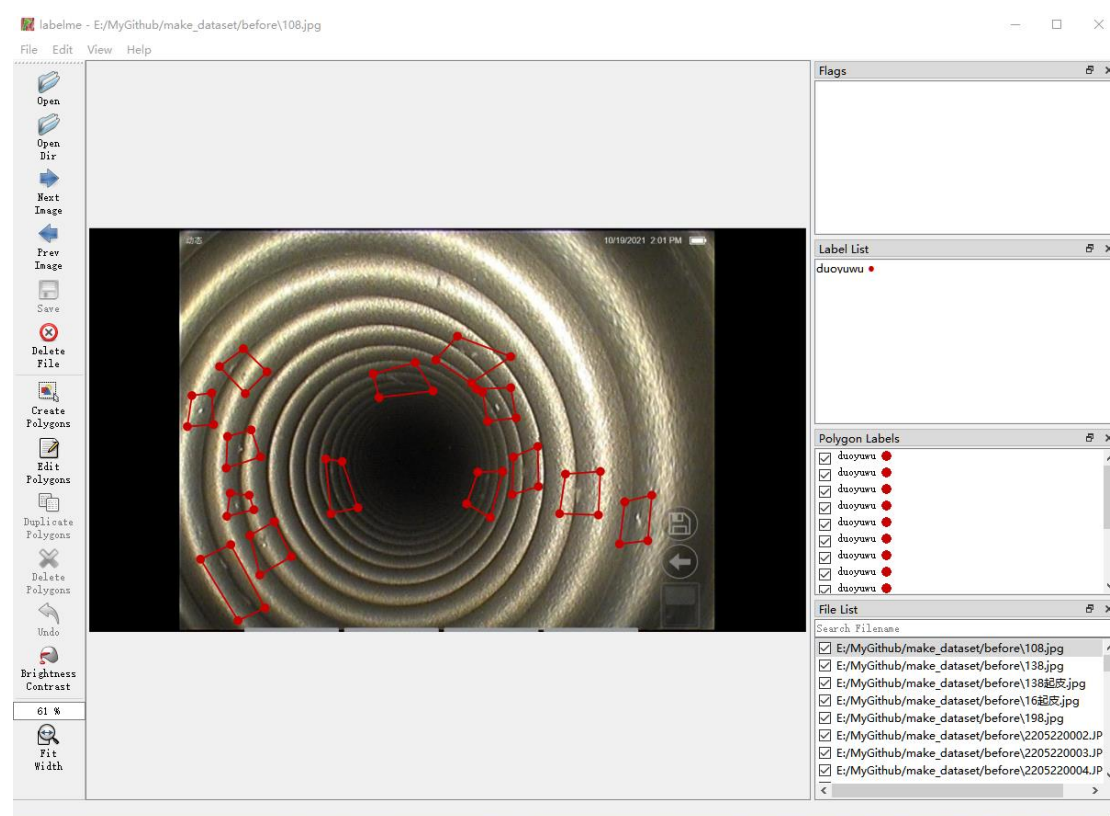 labelme - E:/MyGithub/make_dataset/before\108.jpg
File Edit View Help
Open
Open
Dir
Next
Image
Prev
Image
Save
Delete
File
Create
Polygons
Edit
Polygons
Duplicate
Polygons
Delete
Polygons
Undo
Brightness
Contrast
61 %
Fit
Width
动态
10/19/2021 2:01 PM
Flags
Label List
duoyuwu
Polygon Labels
duoyuwu
duoyuwu
duoyuwu
duoyuwu
duoyuwu
duoyuwu
duoyuwu
duoyuwu
duoyuwu
File List
Search Filename
E:/MyGithub/make_dataset/before\108.jpg
E:/MyGithub/make_dataset/before\138.jpg
E:/MyGithub/make_dataset/before\138起皮.jpg
E:/MyGithub/make_dataset/before\16起皮.jpg
E:/MyGithub/make_dataset/before\198.jpg
E:/MyGithub/make_dataset/before\2205220002.JP
E:/MyGithub/make_dataset/before\2205220003.JP
E:/MyGithub/make_dataset/before\2205220004.JP